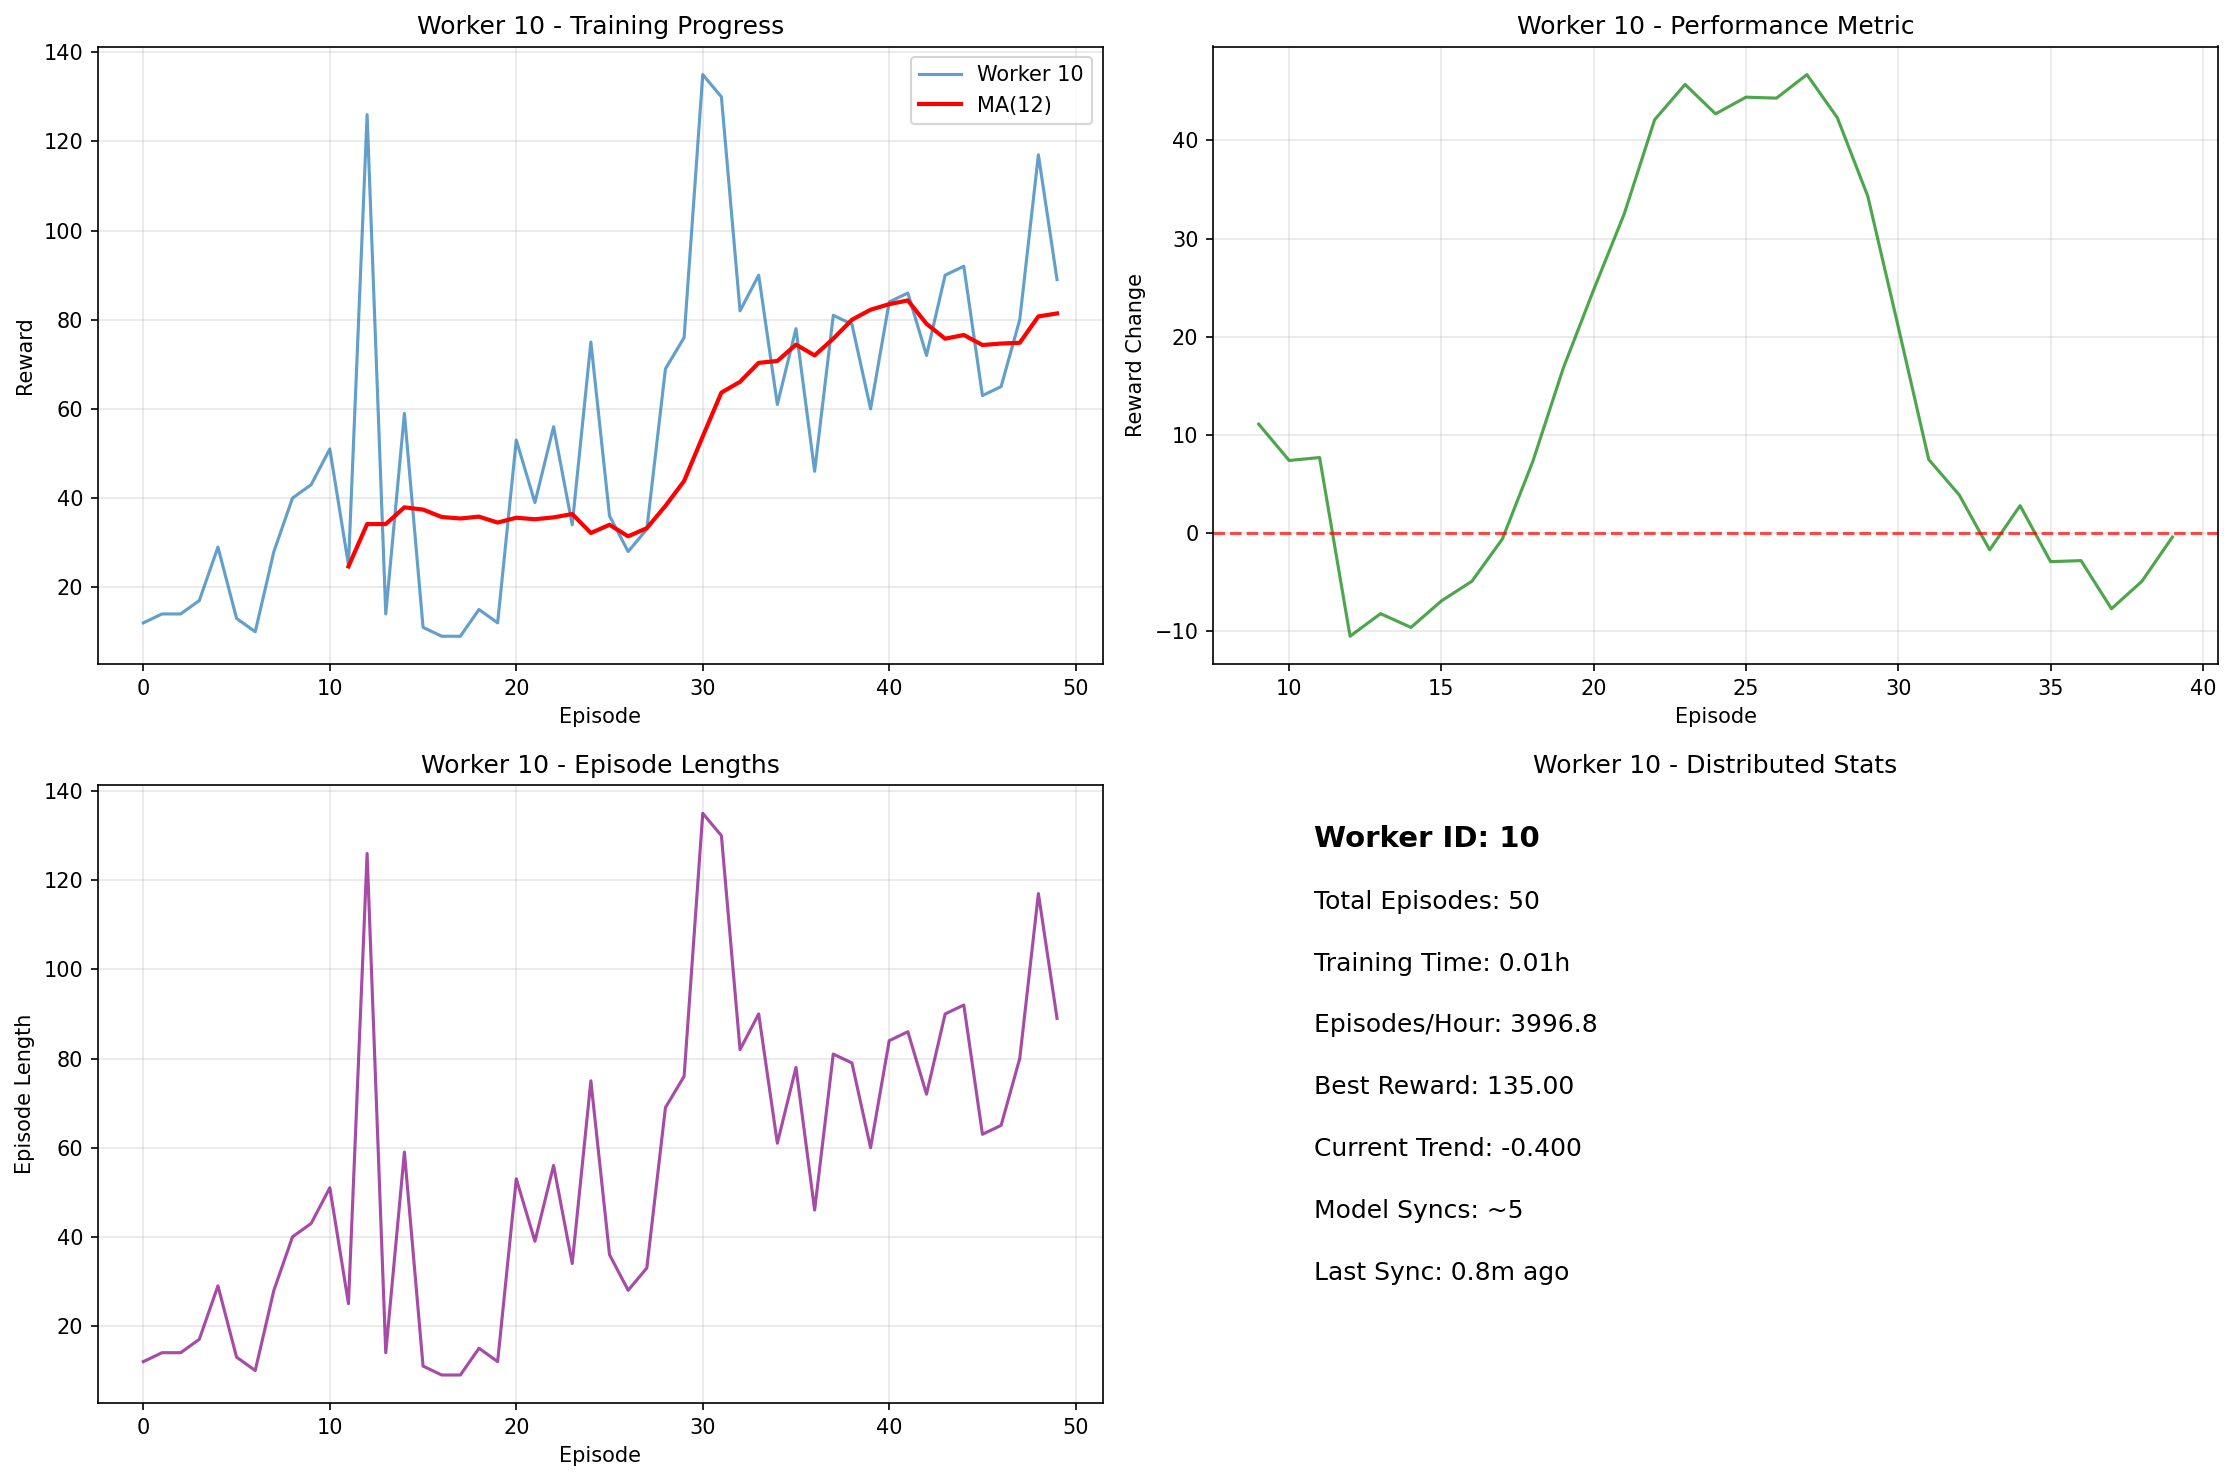 Worker 10 - Training Progress
140
120
100
80
60
40
20
Reward
0 10 20 30 40 50
Episode
Worker 10
MA(12)
Worker 10 - Performance Metric
40
30
20
10
0
−10
Reward Change
10 15 20 25 30 35 40
Episode
Worker 10 - Episode Lengths
140
120
100
80
60
40
20
Episode Length
0 10 20 30 40 50
Episode
Worker 10 - Distributed Stats
Worker ID: 10
Total Episodes: 50
Training Time: 0.01h
Episodes/Hour: 3996.8
Best Reward: 135.00
Current Trend: -0.400
Model Syncs: ~5
Last Sync: 0.8m ago